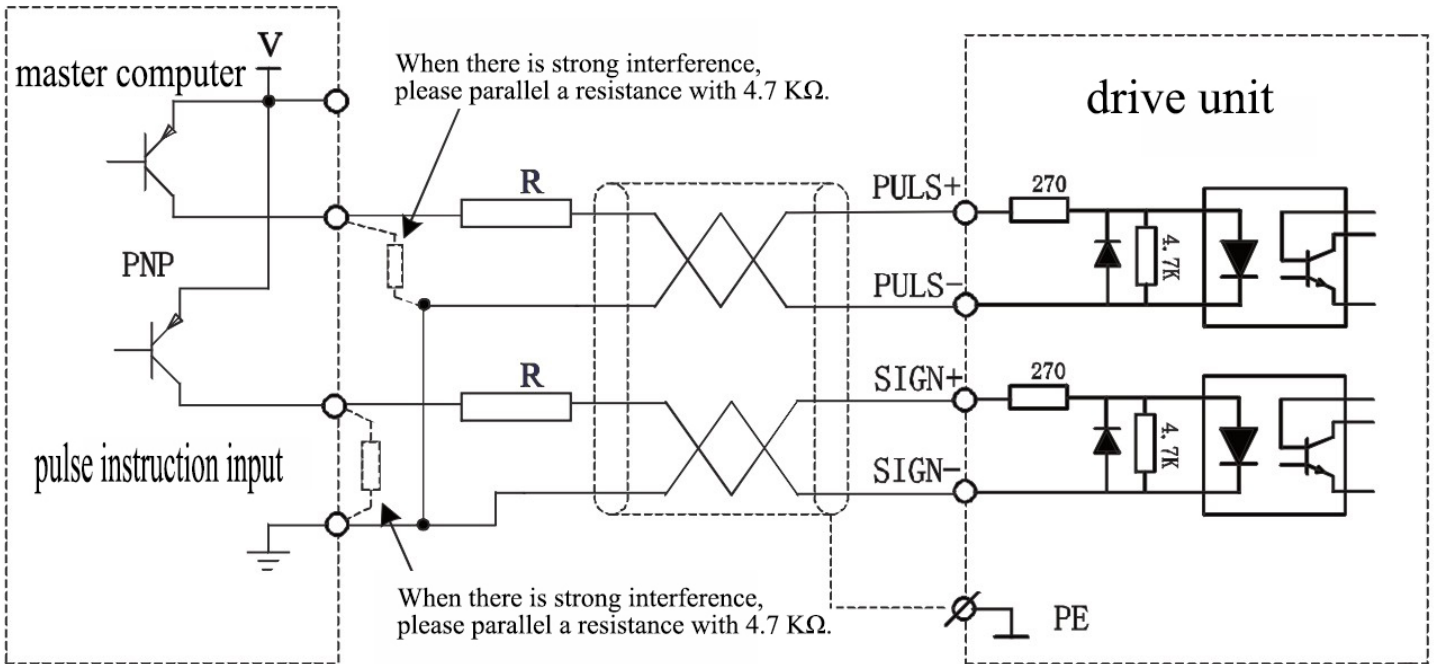 V
master computer
When there is strong interference,
please parallel a resistance with 4.7 KΩ.
drive unit
R
PULS+
270
4.7K
PNP
PULS-
R
SIGN+
270
4.7K
pulse instruction input
SIGN-
When there is strong interference,
please parallel a resistance with 4.7 KΩ.
PE